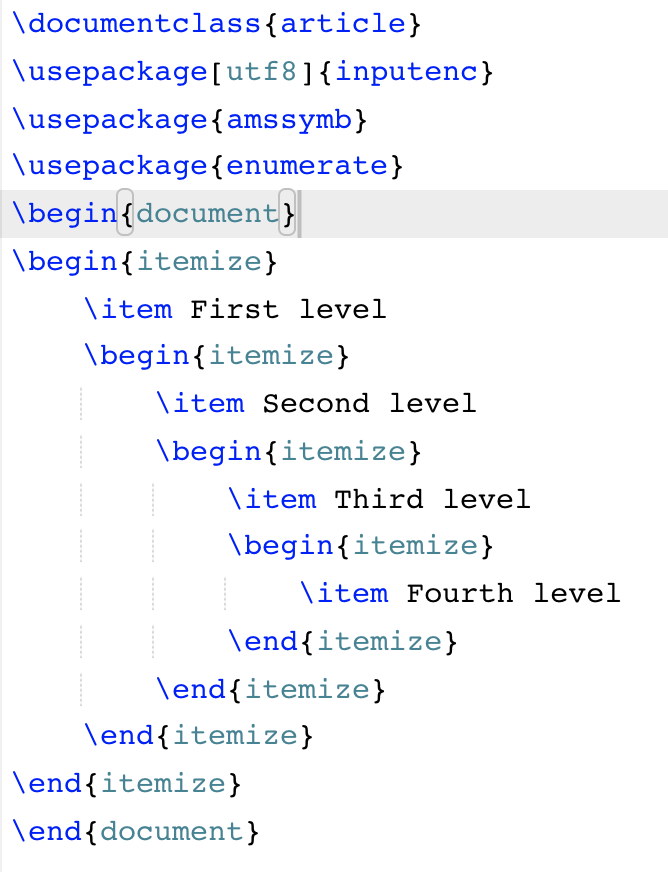 \documentclass{article}
\usepackage[utf8]{inputenc}
\usepackage{amssymb}
\usepackage{enumerate}
\begin{document}
\begin{itemize}
    \item First level
    \begin{itemize}
        \item Second level
        \begin{itemize}
            \item Third level
            \begin{itemize}
                \item Fourth level
            \end{itemize}
        \end{itemize}
    \end{itemize}
\end{itemize}
\end{document}